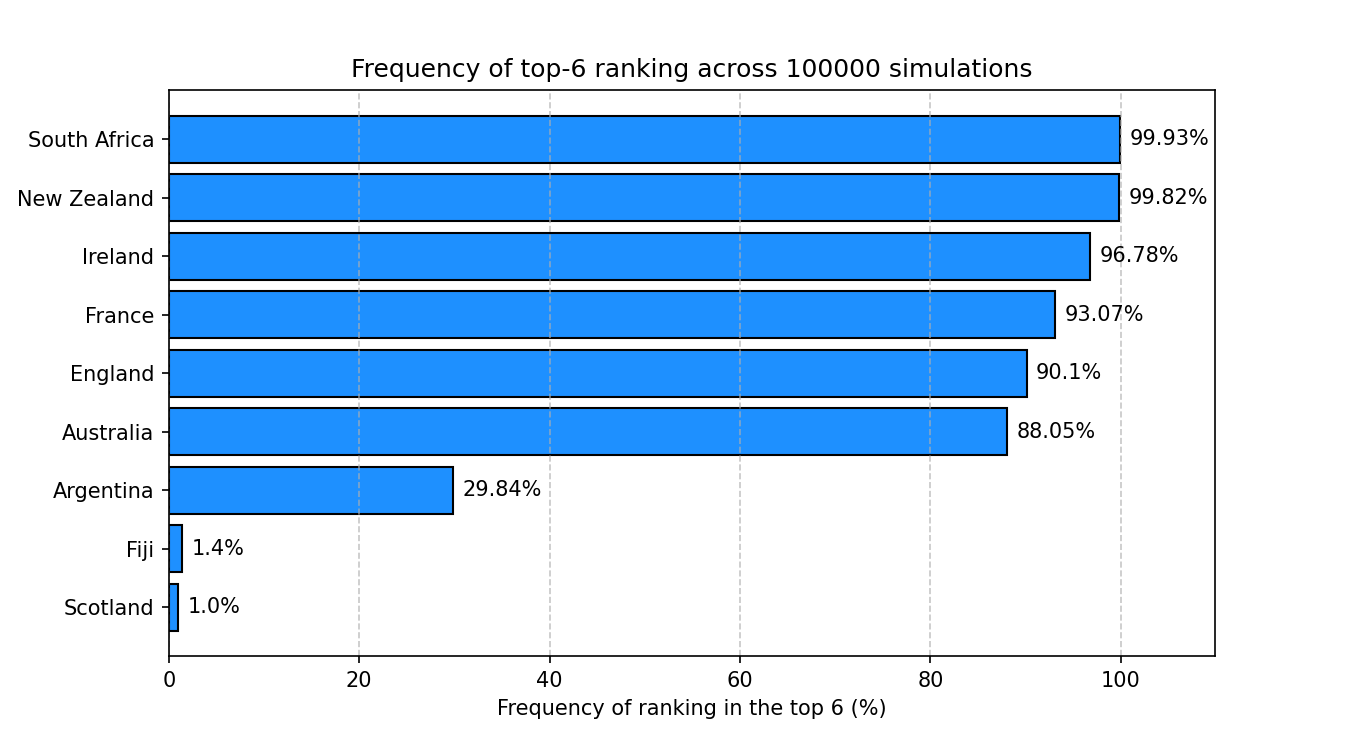 Frequency of top-6 ranking across 100000 simulations
South Africa 99.93%
New Zealand 99.82%
Ireland 96.78%
France 93.07%
England 90.1%
Australia 88.05%
Argentina 29.84%
Fiji 1.4%
Scotland 1.0%
0 20 40 60 80 100
Frequency of ranking in the top 6 (%)